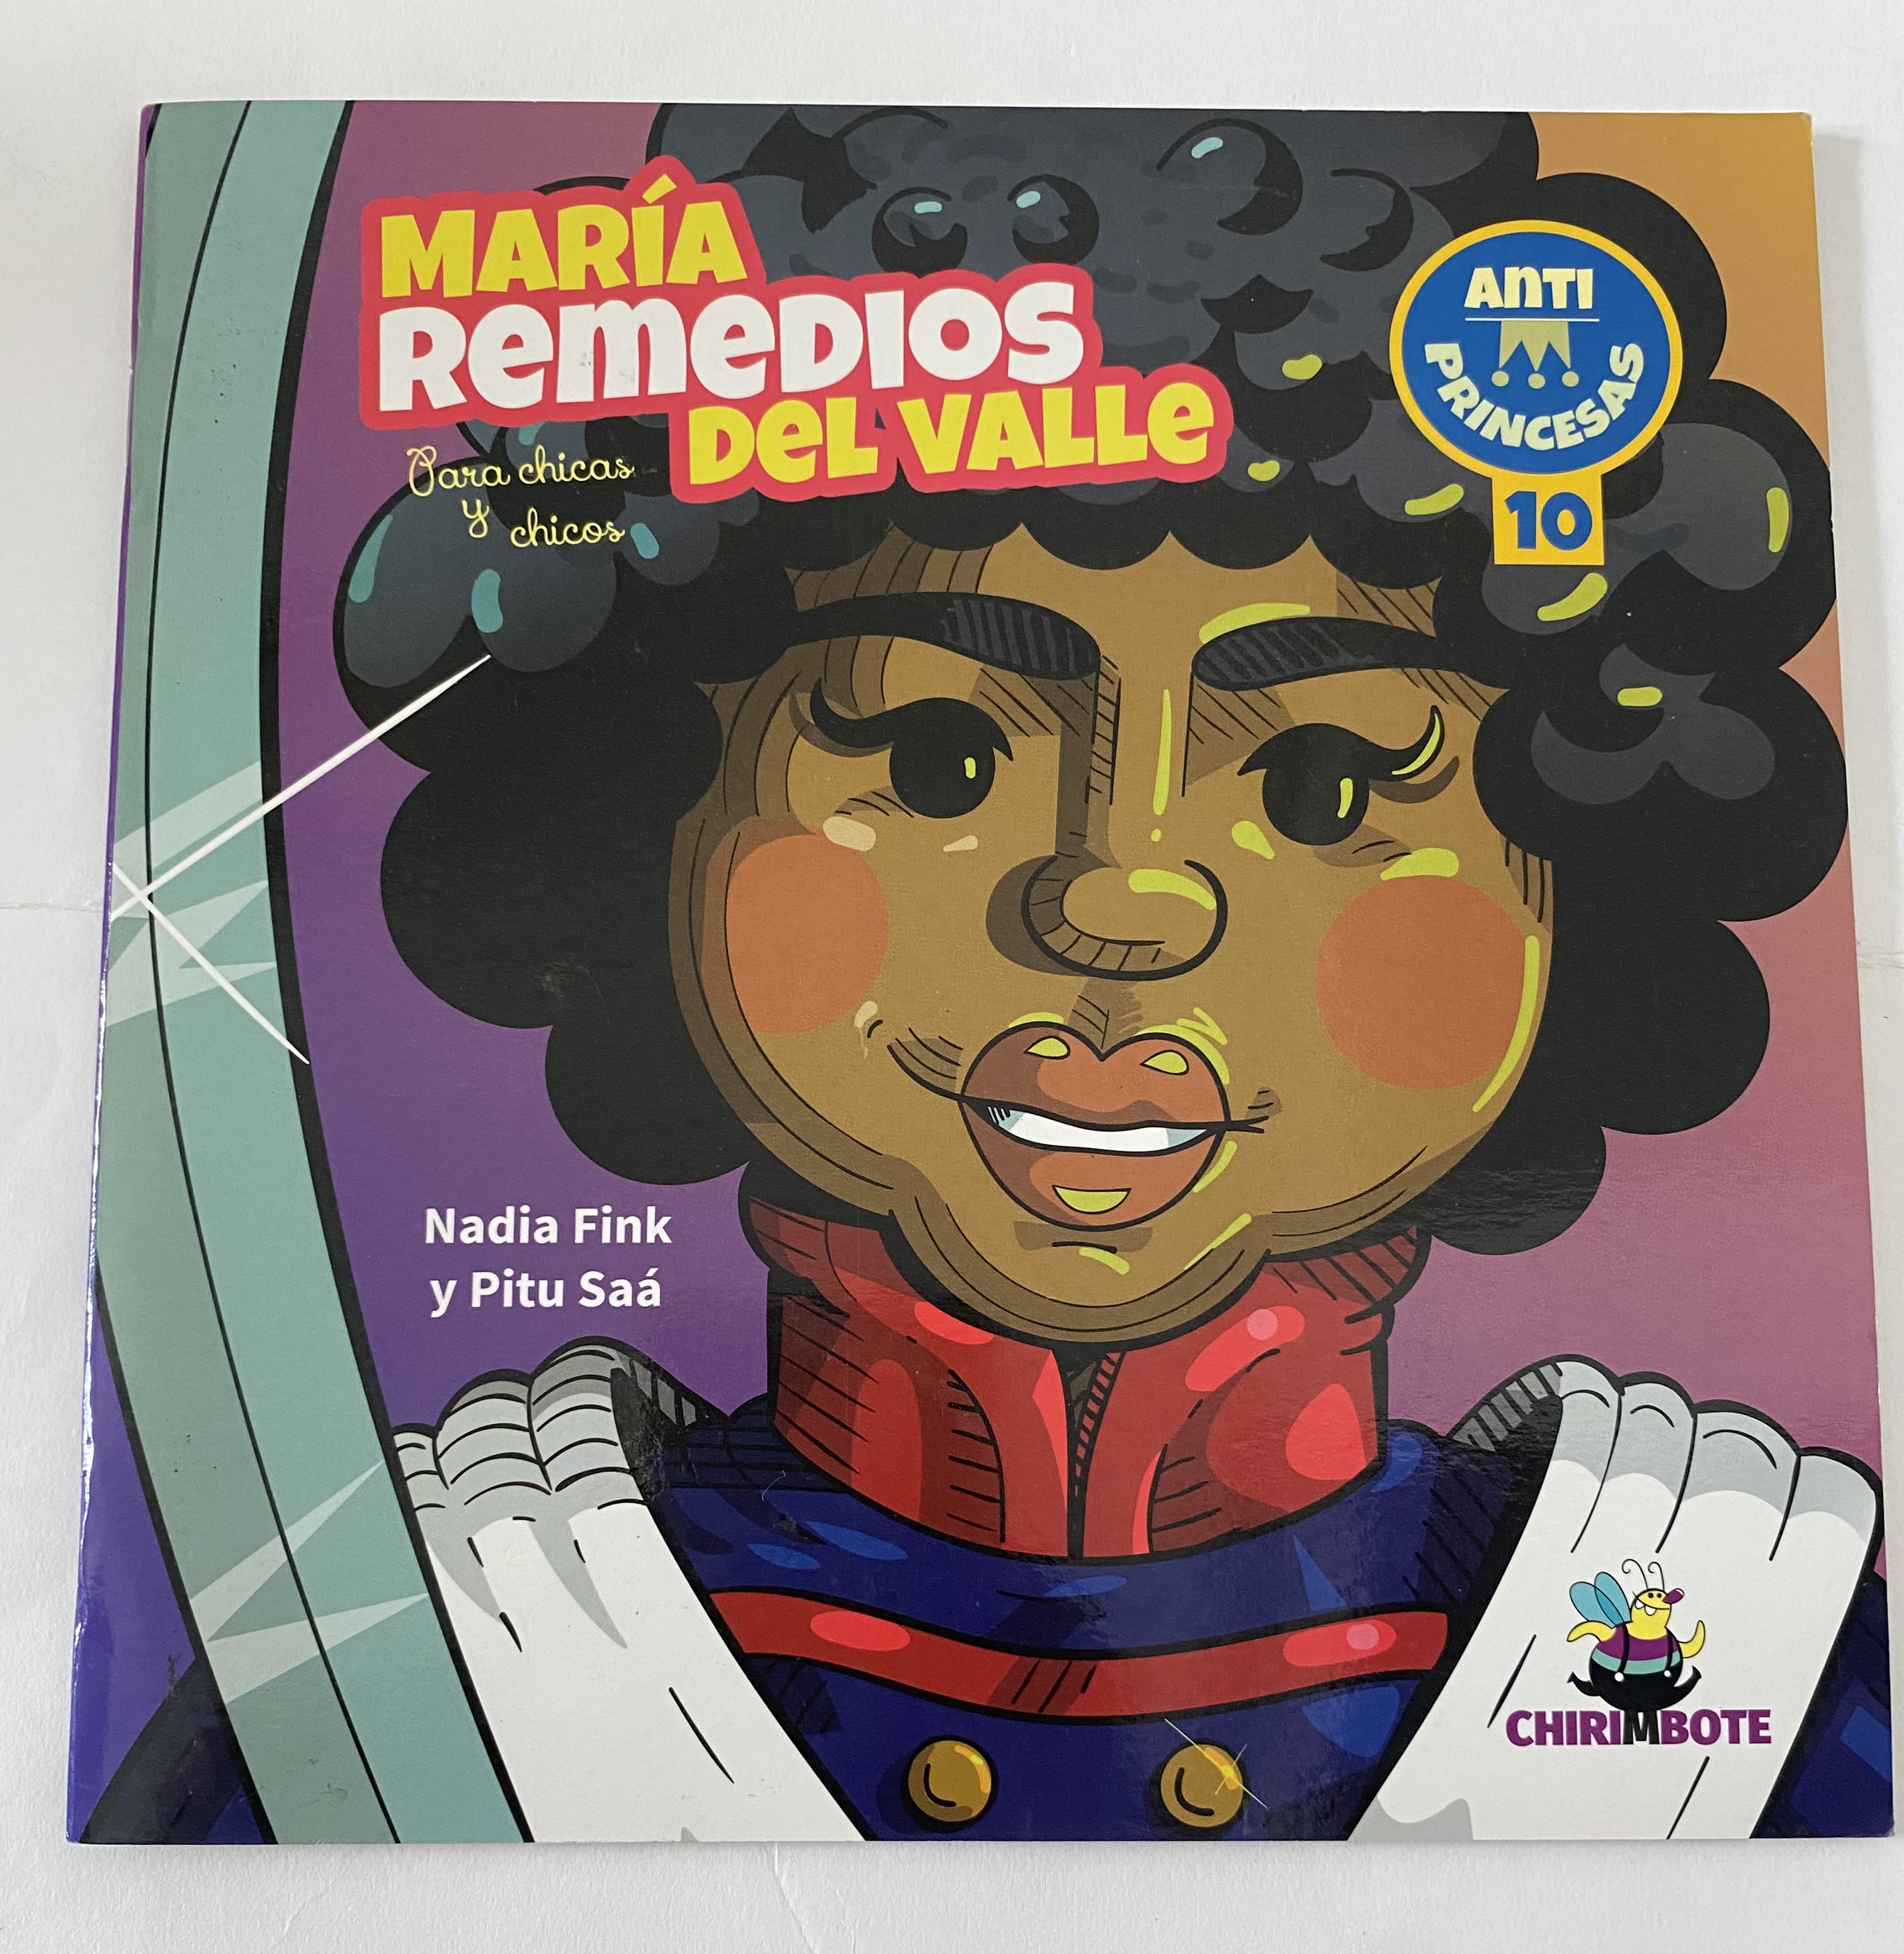 MARÍA
REMEDIOS
DEL VALLE
Para chicas
y
chicos
ANTI
PRINCESAS
10
Nadia Fink
y Pitu Saá
CHIRIMBOTE